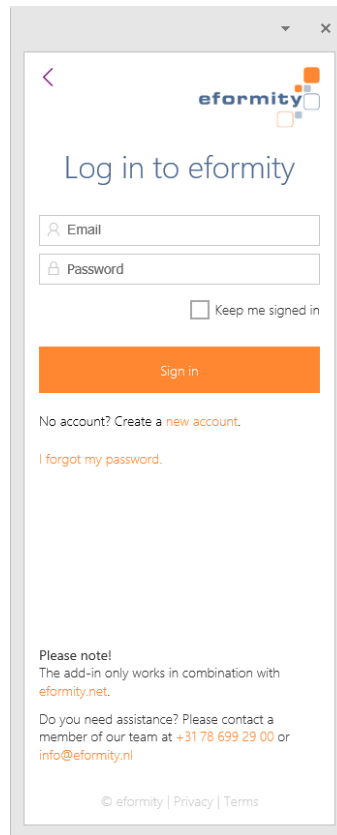 eformity
Log in to eformity
Email
Password
Keep me signed in
Sign in
No account? Create a new account.
I forgot my password.
Please note!
The add-in only works in combination with
eformity.net.
Do you need assistance? Please contact a
member of our team at +31 78 699 29 00 or
info@eformity.nl
© eformity | Privacy | Terms